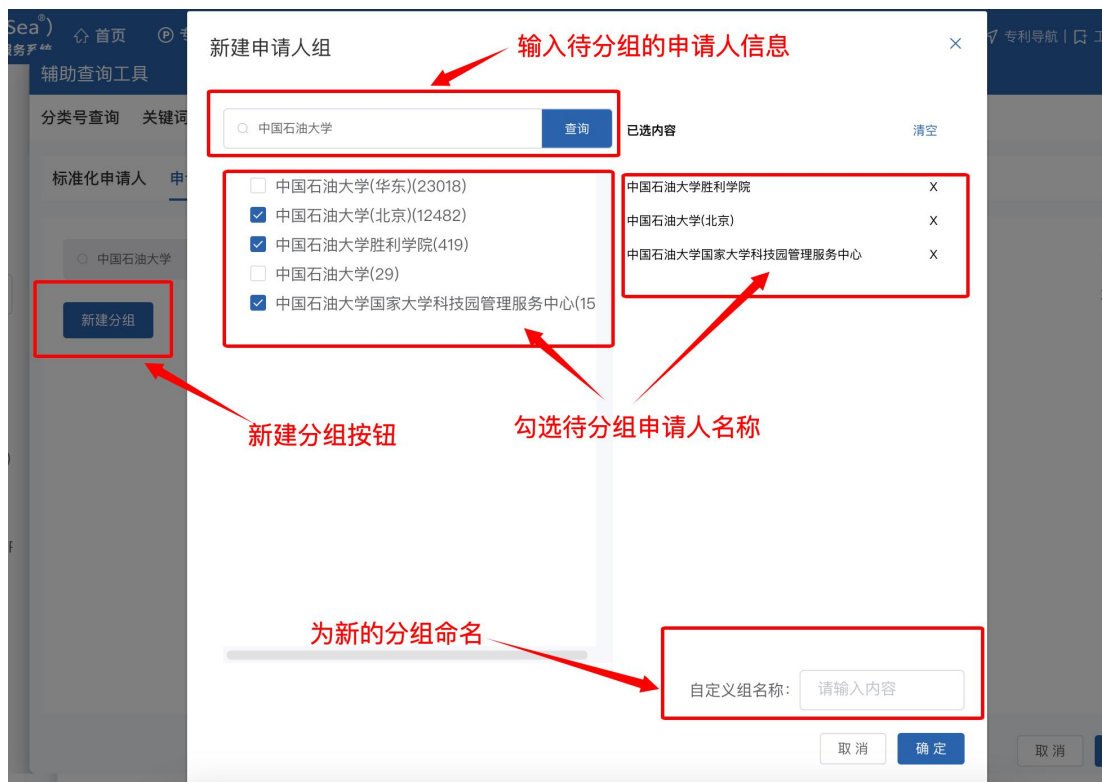 Sea®)
首页
新建申请人组
输入待分组的申请人信息
专利导航
辅助查询工具
分类号查询 关键词
中国石油大学 查询
已选内容 清空
标准化申请人 申
中国石油大学(华东)(23018)
中国石油大学(北京)(12482)
中国石油大学胜利学院(419)
中国石油大学(29)
中国石油大学国家大学科技园管理服务中心(15
中国石油大学胜利学院 X
中国石油大学(北京) X
中国石油大学国家大学科技园管理服务中心 X
中国石油大学
新建分组
新建分组按钮
勾选待分组申请人名称
为新的分组命名
自定义组名称: 请输入内容
取消 确定
取消